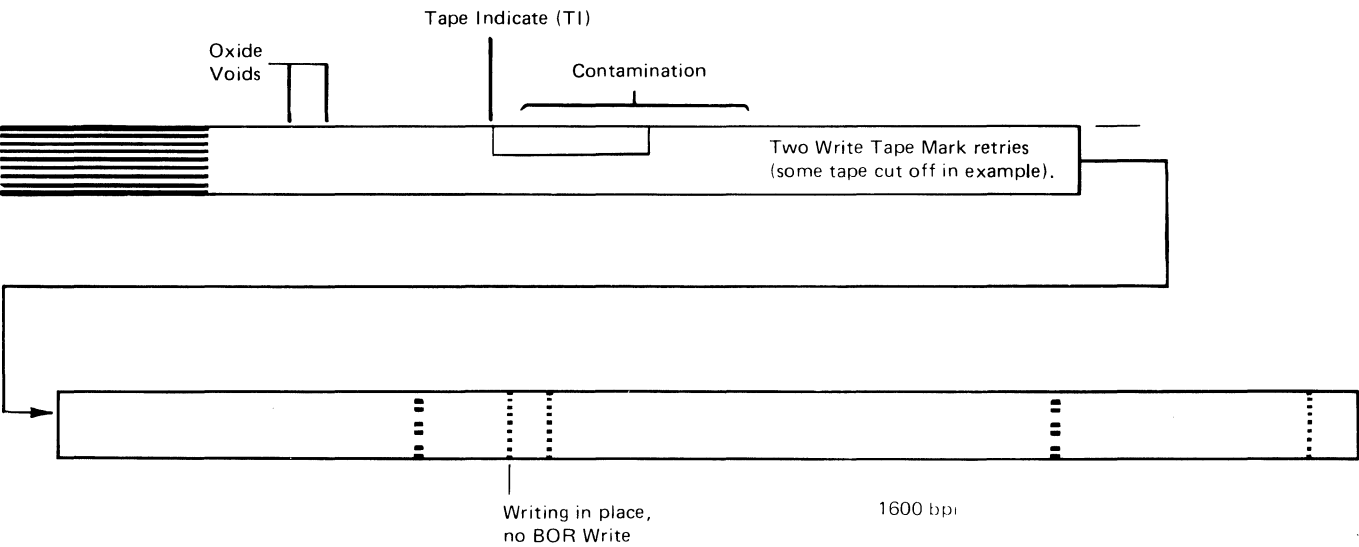 Tape Indicate (TI)
Oxide
Voids
Contamination
Two Write Tape Mark retries
(some tape cut off in example).
Writing in place,
no BOR Write
1600 bpi